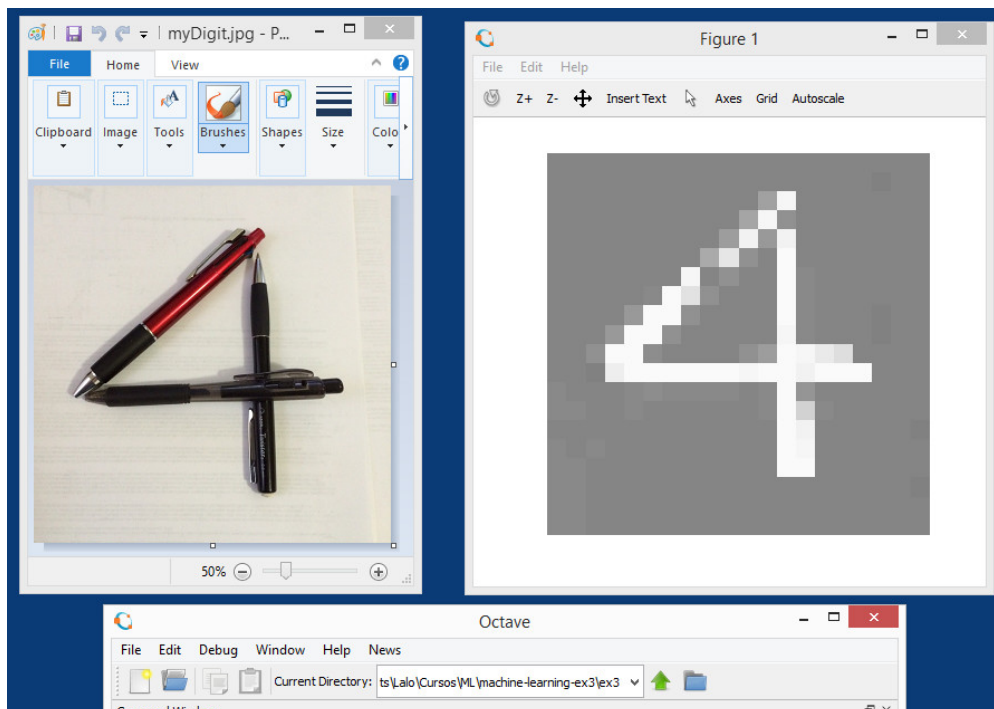 myDigit.jpg - P...
File Home View
Clipboard Image Tools Brushes Shapes Size Colo
50%
Figure 1
File Edit Help
Z+ Z- Insert Text Axes Grid Autoscale
4
Octave
File Edit Debug Window Help News
Current Directory: ts\Lalo\Cursos\ML\machine-learning-ex3\ex3